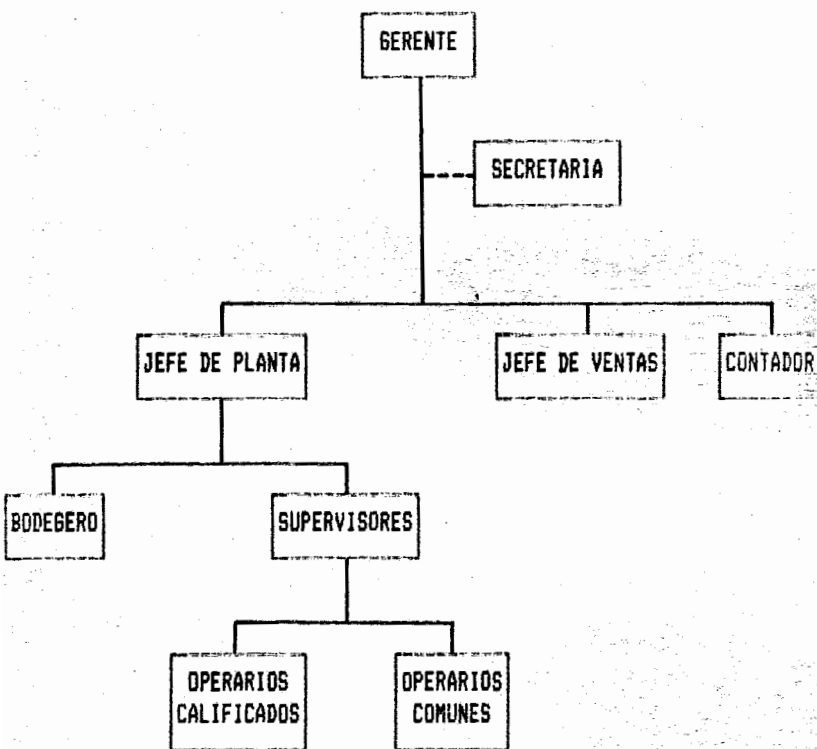 GERENTE
SECRETARIA
JEFE DE PLANTA
JEFE DE VENTAS
CONTADOR
BODEGERO
SUPERVISORES
OPERARIOS
CALIFICADOS
OPERARIOS
COMUNES